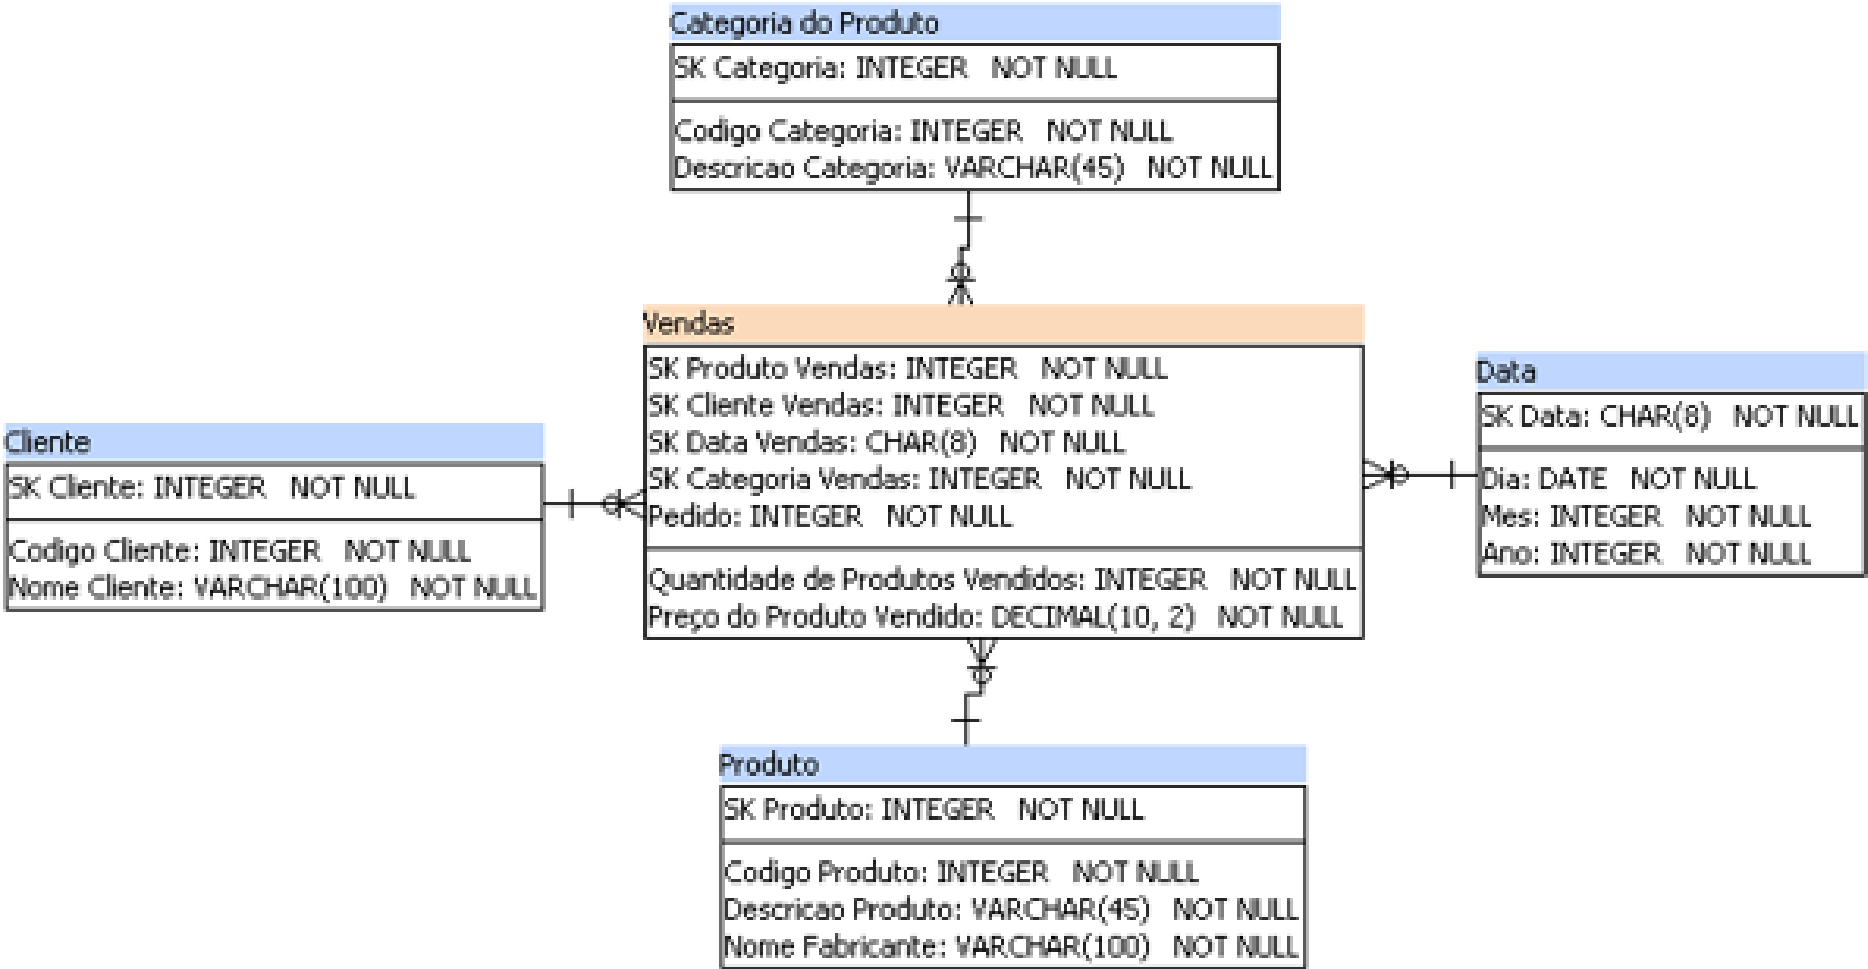 Categoria do Produto
SK Categoria: INTEGER NOT NULL
Codigo Categoria: INTEGER NOT NULL
Descricao Categoria: VARCHAR(45) NOT NULL
Vendas
SK Produto Vendas: INTEGER NOT NULL
SK Cliente Vendas: INTEGER NOT NULL
SK Data Vendas: CHAR(8) NOT NULL
SK Categoria Vendas: INTEGER NOT NULL
Pedido: INTEGER NOT NULL
Quantidade de Produtos Vendidos: INTEGER NOT NULL
Preço do Produto Vendido: DECIMAL(10, 2) NOT NULL
Data
SK Data: CHAR(8) NOT NULL
Dia: DATE NOT NULL
Mes: INTEGER NOT NULL
Ano: INTEGER NOT NULL
Cliente
SK Cliente: INTEGER NOT NULL
Codigo Cliente: INTEGER NOT NULL
Nome Cliente: VARCHAR(100) NOT NULL
Produto
SK Produto: INTEGER NOT NULL
Codigo Produto: INTEGER NOT NULL
Descricao Produto: VARCHAR(45) NOT NULL
Nome Fabricante: VARCHAR(100) NOT NULL